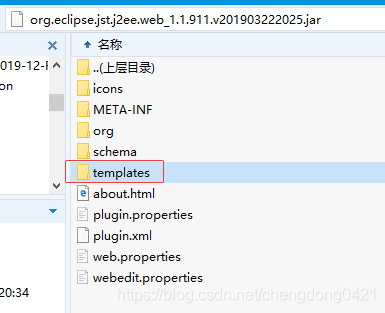 org.eclipse.jst.j2ee.web_1.1.911.v201903222025.jar
名称
019-12-F
on
..(上层目录)
icons
META-INF
org
schema
templates
about.html
plugin.properties
plugin.xml
web.properties
webedit.properties
20:34
https://blog.csdn.net/chengdong0421